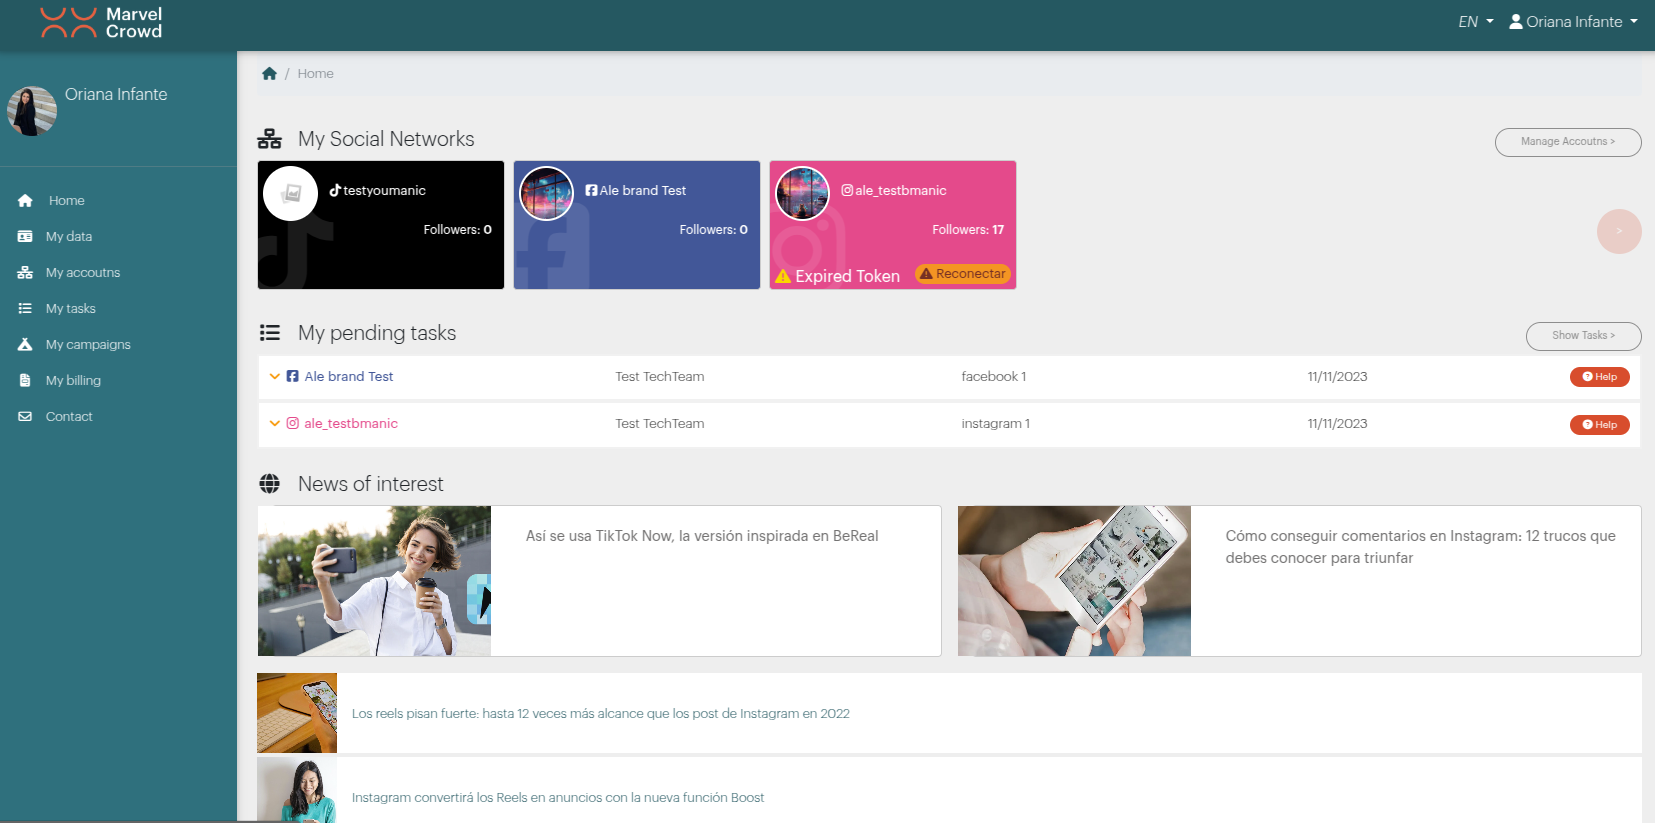 Marvel
Crowd
EN
Oriana Infante
Oriana Infante
Home
My data
My accoutns
My tasks
My campaigns
My billing
Contact
/ Home
My Social Networks
Manage Accoutns >
testyoumanic
Followers: 0
Ale brand Test
Followers: 0
ale_testbmanic
Followers: 17
Expired Token
Reconectar
>
My pending tasks
Show Tasks >
Ale brand Test Test TechTeam facebook 1 11/11/2023 Help
ale_testbmanic Test TechTeam instagram 1 11/11/2023 Help
News of interest
Así se usa TikTok Now, la versión inspirada en BeReal
Cómo conseguir comentarios en Instagram: 12 trucos que
debes conocer para triunfar
Los reels pisan fuerte: hasta 12 veces más alcance que los post de Instagram en 2022
Instagram convertirá los Reels en anuncios con la nueva función Boost